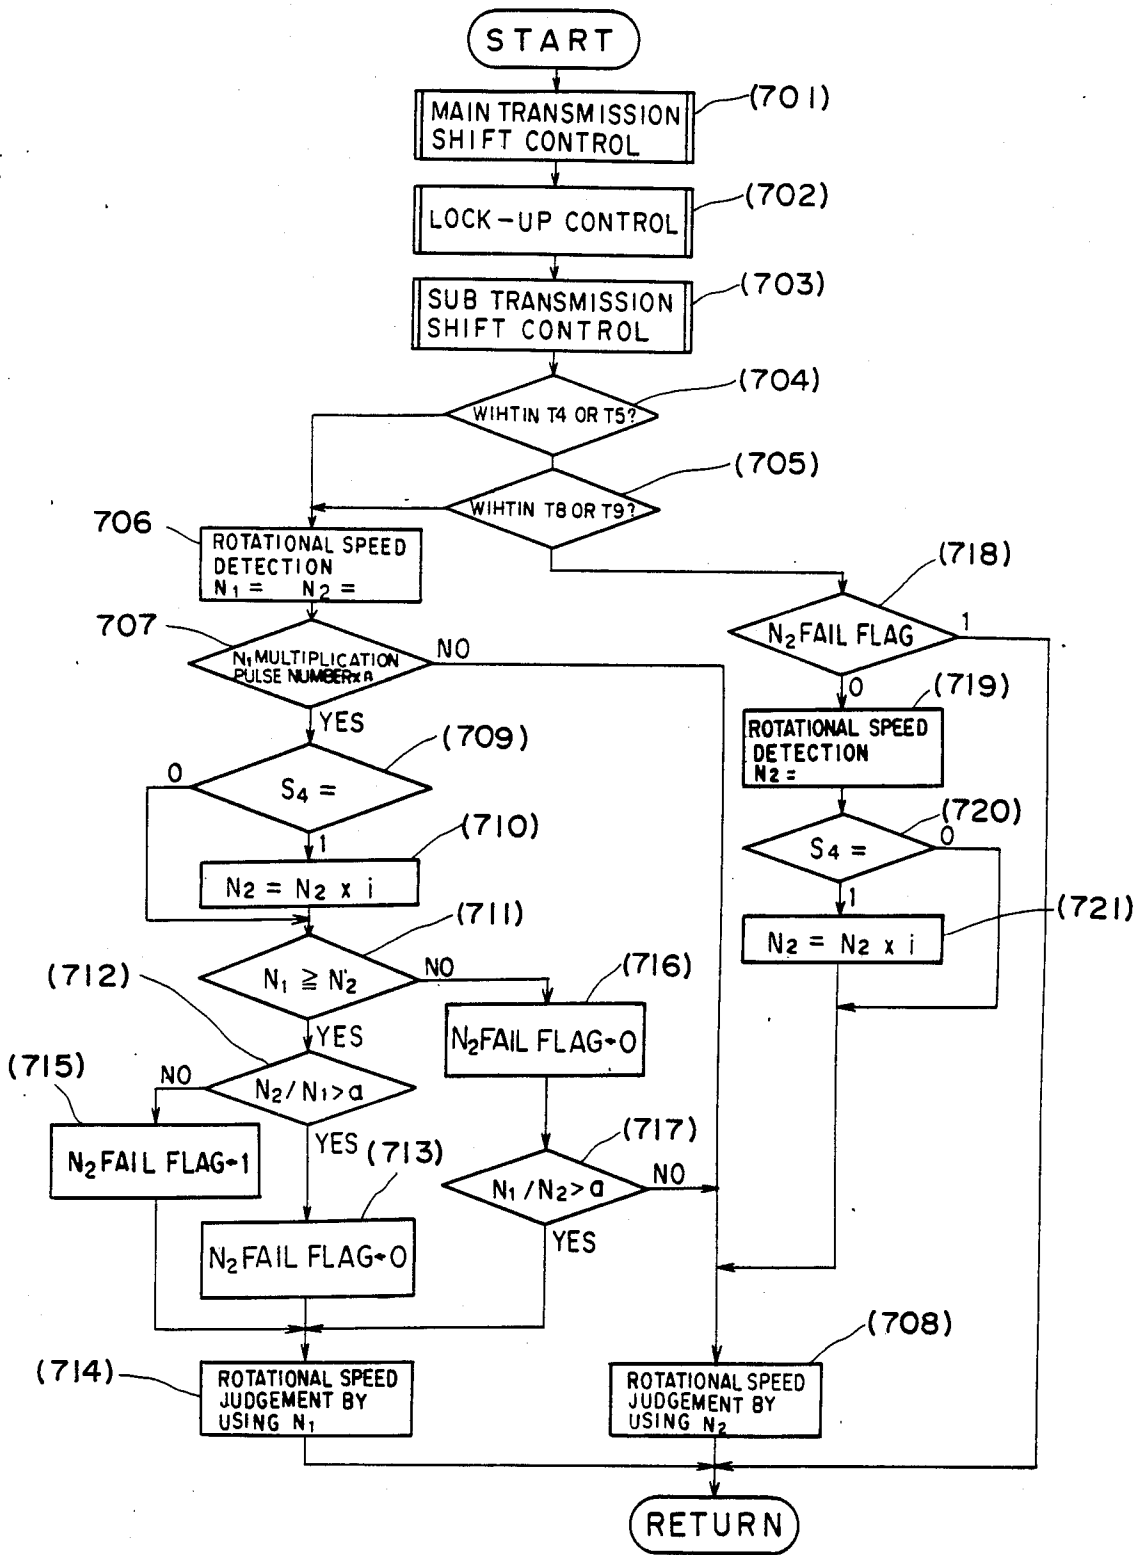 START
(701)
MAIN TRANSMISSION
SHIFT CONTROL
(702)
LOCK-UP CONTROL
(703)
SUB TRANSMISSION
SHIFT CONTROL
(704)
WIHTIN T4 OR T5?
(705)
WIHTIN T8 OR T9?
706
ROTATIONAL SPEED
DETECTION
N1 = N2 =
(718)
N2 FAIL FLAG
1
0
707
N1 MULTIPLICATION
PULSE NUMBER
NO
YES
(719)
ROTATIONAL SPEED
DETECTION
N2 =
(709)
0
S4 =
1
(720)
S4 =
0
1
(710)
N2 = N2 x i
(721)
N2 = N2 x i
(711)
N1 ≧ N2
NO
YES
(716)
N2 FAIL FLAG←0
(712)
N2/N1>a
NO
YES
(715)
N2 FAIL FLAG←1
(717)
N1/N2>a
NO
YES
(713)
N2 FAIL FLAG←0
(714)
ROTATIONAL SPEED
JUDGEMENT BY
USING N1
(708)
ROTATIONAL SPEED
JUDGEMENT BY
USING N2
RETURN